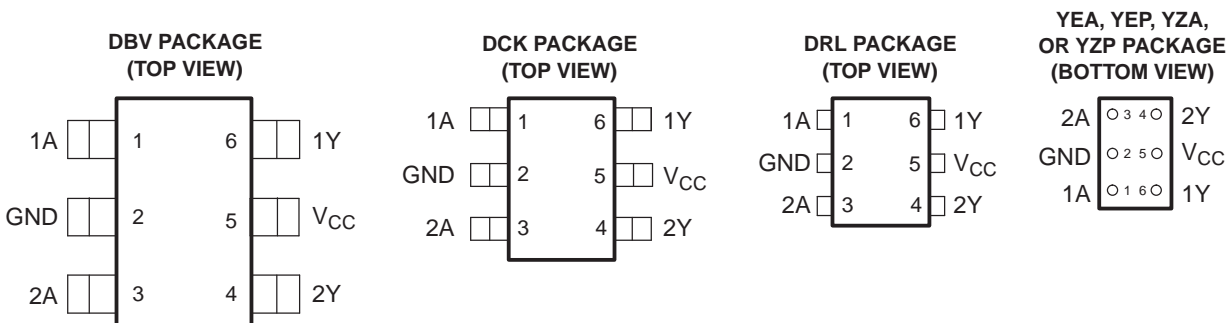 DBV PACKAGE
(TOP VIEW)
1A 1 6 1Y
GND 2 5 VCC
2A 3 4 2Y
DCK PACKAGE
(TOP VIEW)
1A 1 6 1Y
GND 2 5 VCC
2A 3 4 2Y
DRL PACKAGE
(TOP VIEW)
1A 1 6 1Y
GND 2 5 VCC
2A 3 4 2Y
YEA, YEP, YZA,
OR YZP PACKAGE
(BOTTOM VIEW)
2A 3 4 2Y
GND 2 5 VCC
1A 1 6 1Y